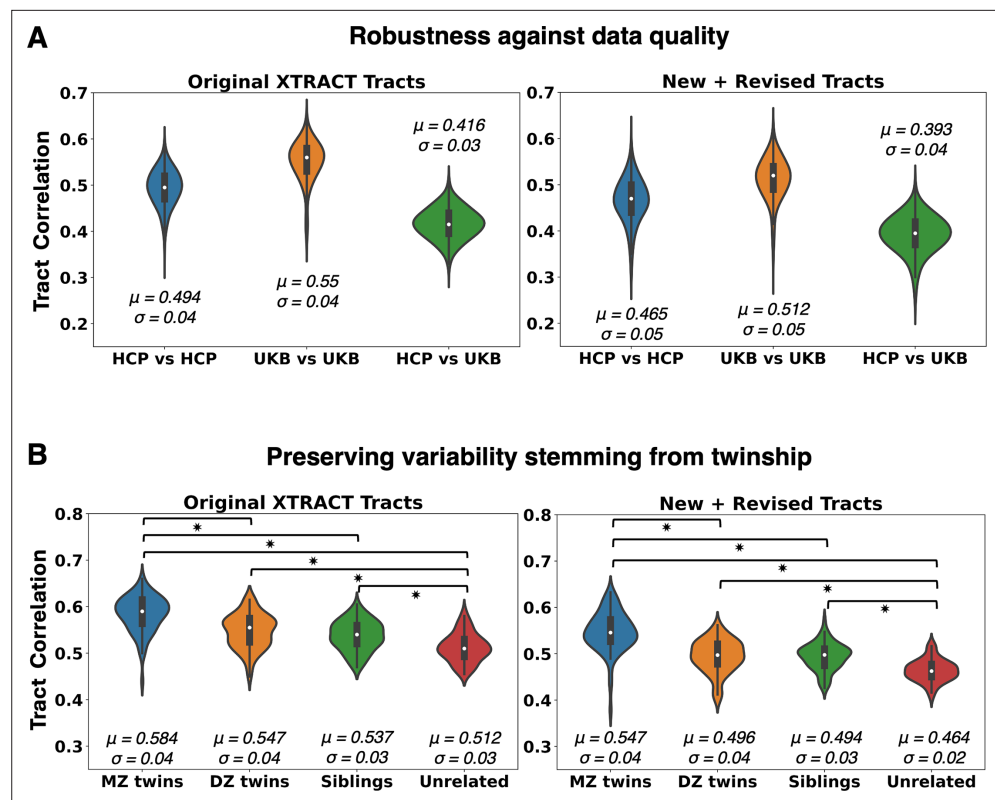 A
Robustness against data quality
Original XTRACT Tracts
New + Revised Tracts
Tract Correlation
0.7
0.6
0.5
0.4
0.3
0.2
μ = 0.494
σ = 0.04
μ = 0.55
σ = 0.04
μ = 0.416
σ = 0.03
HCP vs HCP
UKB vs UKB
HCP vs UKB
0.7
0.6
0.5
0.4
0.3
0.2
μ = 0.465
σ = 0.05
μ = 0.512
σ = 0.05
μ = 0.393
σ = 0.04
HCP vs HCP
UKB vs UKB
HCP vs UKB
B
Preserving variability stemming from twinship
Original XTRACT Tracts
New + Revised Tracts
Tract Correlation
0.8
0.7
0.6
0.5
0.4
0.3
μ = 0.584
σ = 0.04
μ = 0.547
σ = 0.04
μ = 0.537
σ = 0.03
μ = 0.512
σ = 0.03
MZ twins
DZ twins
Siblings
Unrelated
0.8
0.7
0.6
0.5
0.4
0.3
μ = 0.547
σ = 0.04
μ = 0.496
σ = 0.04
μ = 0.494
σ = 0.03
μ = 0.464
σ = 0.02
MZ twins
DZ twins
Siblings
Unrelated